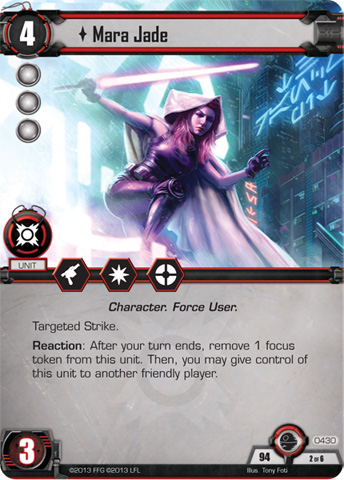 4
Mara Jade
UNIT
Character. Force User.
Targeted Strike.
Reaction: After your turn ends, remove 1 focus
token from this unit. Then, you may give control of
this unit to another friendly player.
3
94
2 OF 6
0430
©2013 FFG ©2013 LFL
Illus. Tony Foti